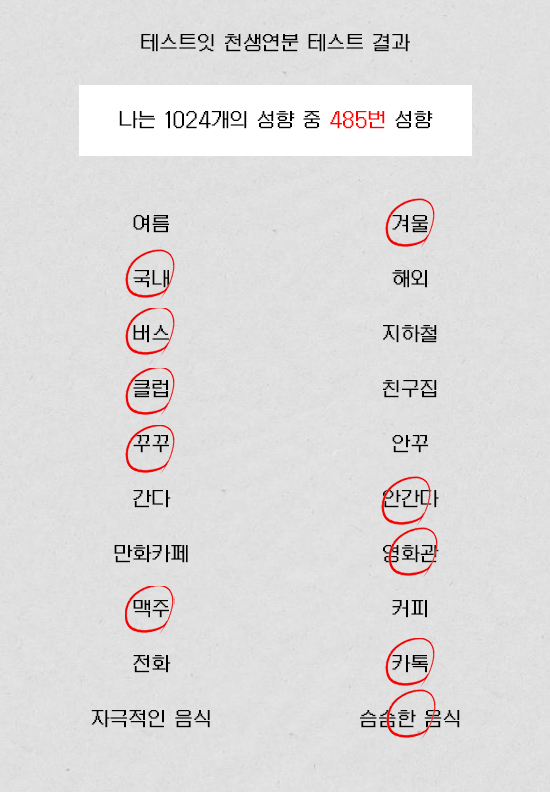 테스트잇 천생연분 테스트 결과
나는 1024개의 성향 중 485번 성향
여름 겨울
국내 해외
버스 지하철
클럽 친구집
꾸꾸 안꾸
간다 안간다
만화카페 영화관
맥주 커피
전화 카톡
자극적인 음식 슴슴한 음식